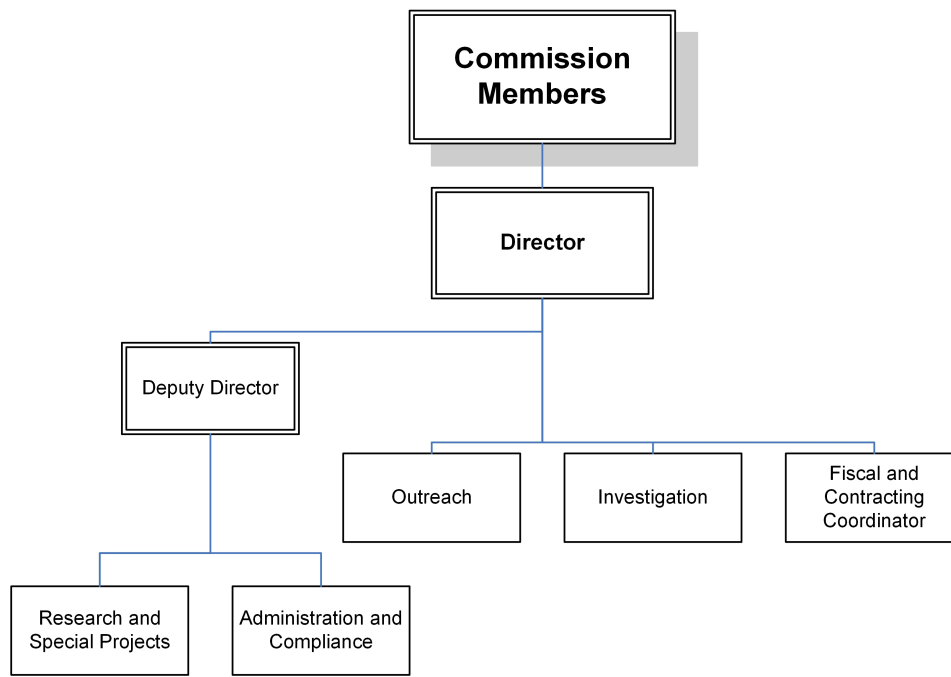 Commission
Members
Director
Deputy Director
Outreach
Investigation
Fiscal and
Contracting
Coordinator
Research and
Special Projects
Administration and
Compliance